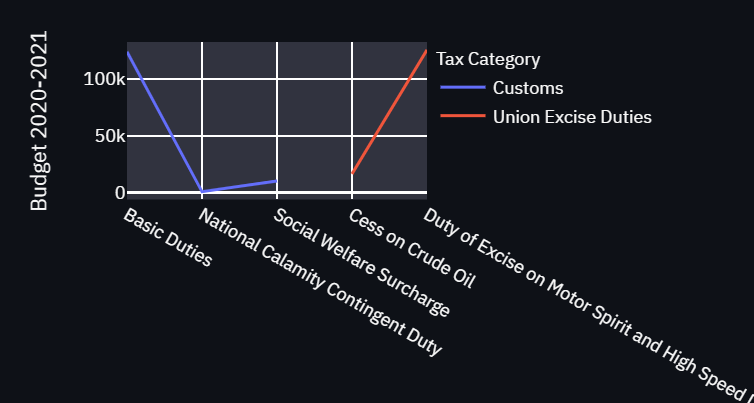 Budget 2020-2021
100k
50k
0
Basic Duties
National Calamity Contingent Duty
Social Welfare Surcharge
Cess on Crude Oil
Duty of Excise on Motor Spirit and High Speed
Tax Category
Customs
Union Excise Duties